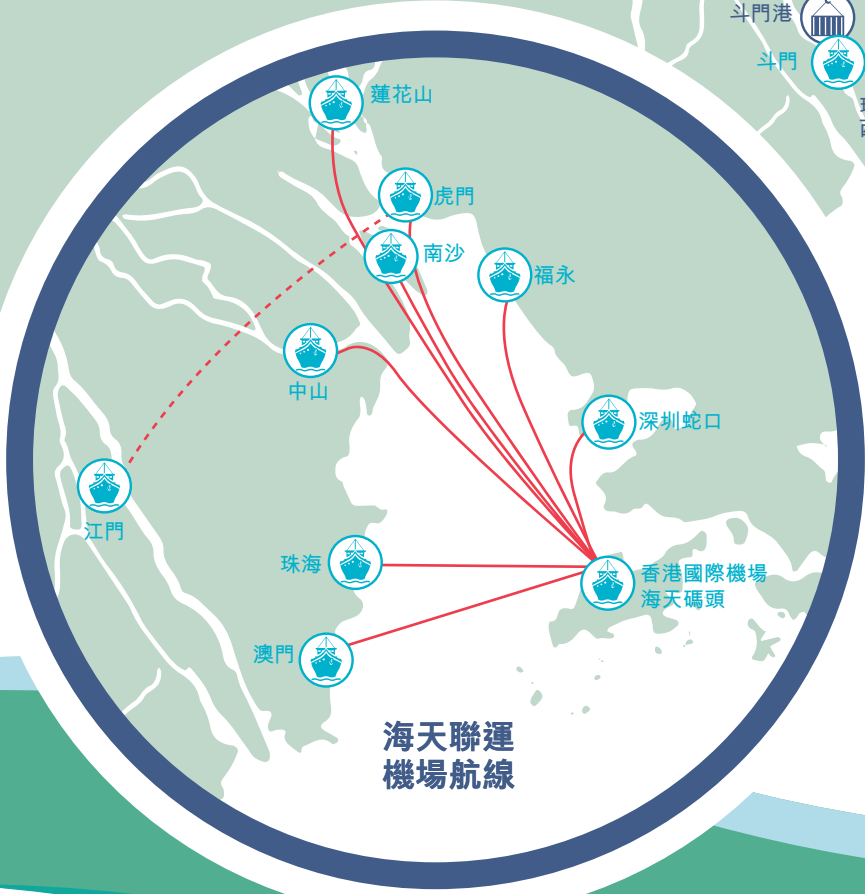 斗門港
斗門
蓮花山
虎門
南沙
福永
中山
深圳蛇口
江門
珠海
香港國際機場
海天碼頭
澳門
海天聯運
機場航線